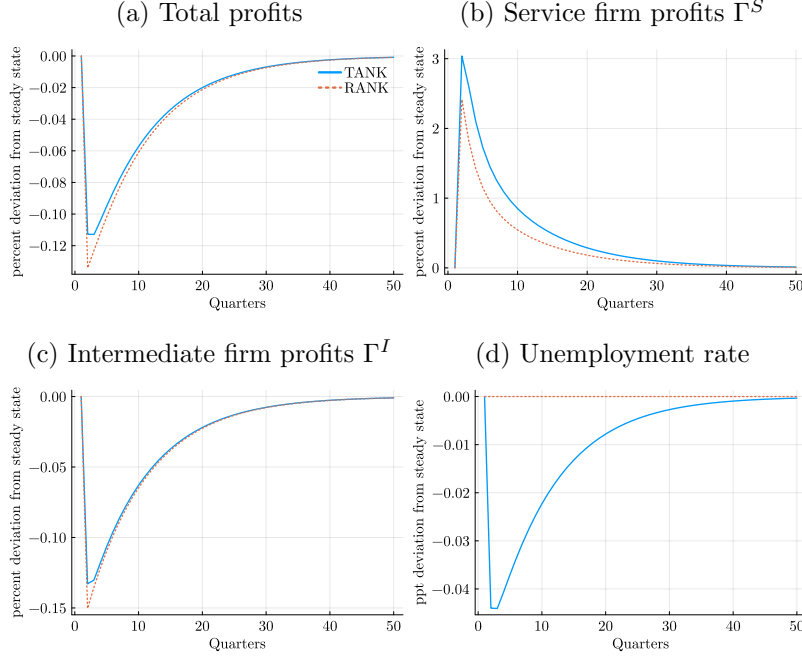 (a) Total profits
percent deviation from steady state
0.00
−0.02
−0.04
−0.06
−0.08
−0.10
−0.12
TANK
RANK
0 10 20 30 40 50
Quarters
(b) Service firm profits Γ^S
percent deviation from steady state
3
2
1
0
0 10 20 30 40 50
Quarters
(c) Intermediate firm profits Γ^I
percent deviation from steady state
0.00
−0.05
−0.10
−0.15
0 10 20 30 40 50
Quarters
(d) Unemployment rate
ppt deviation from steady state
0.00
−0.01
−0.02
−0.03
−0.04
0 10 20 30 40 50
Quarters